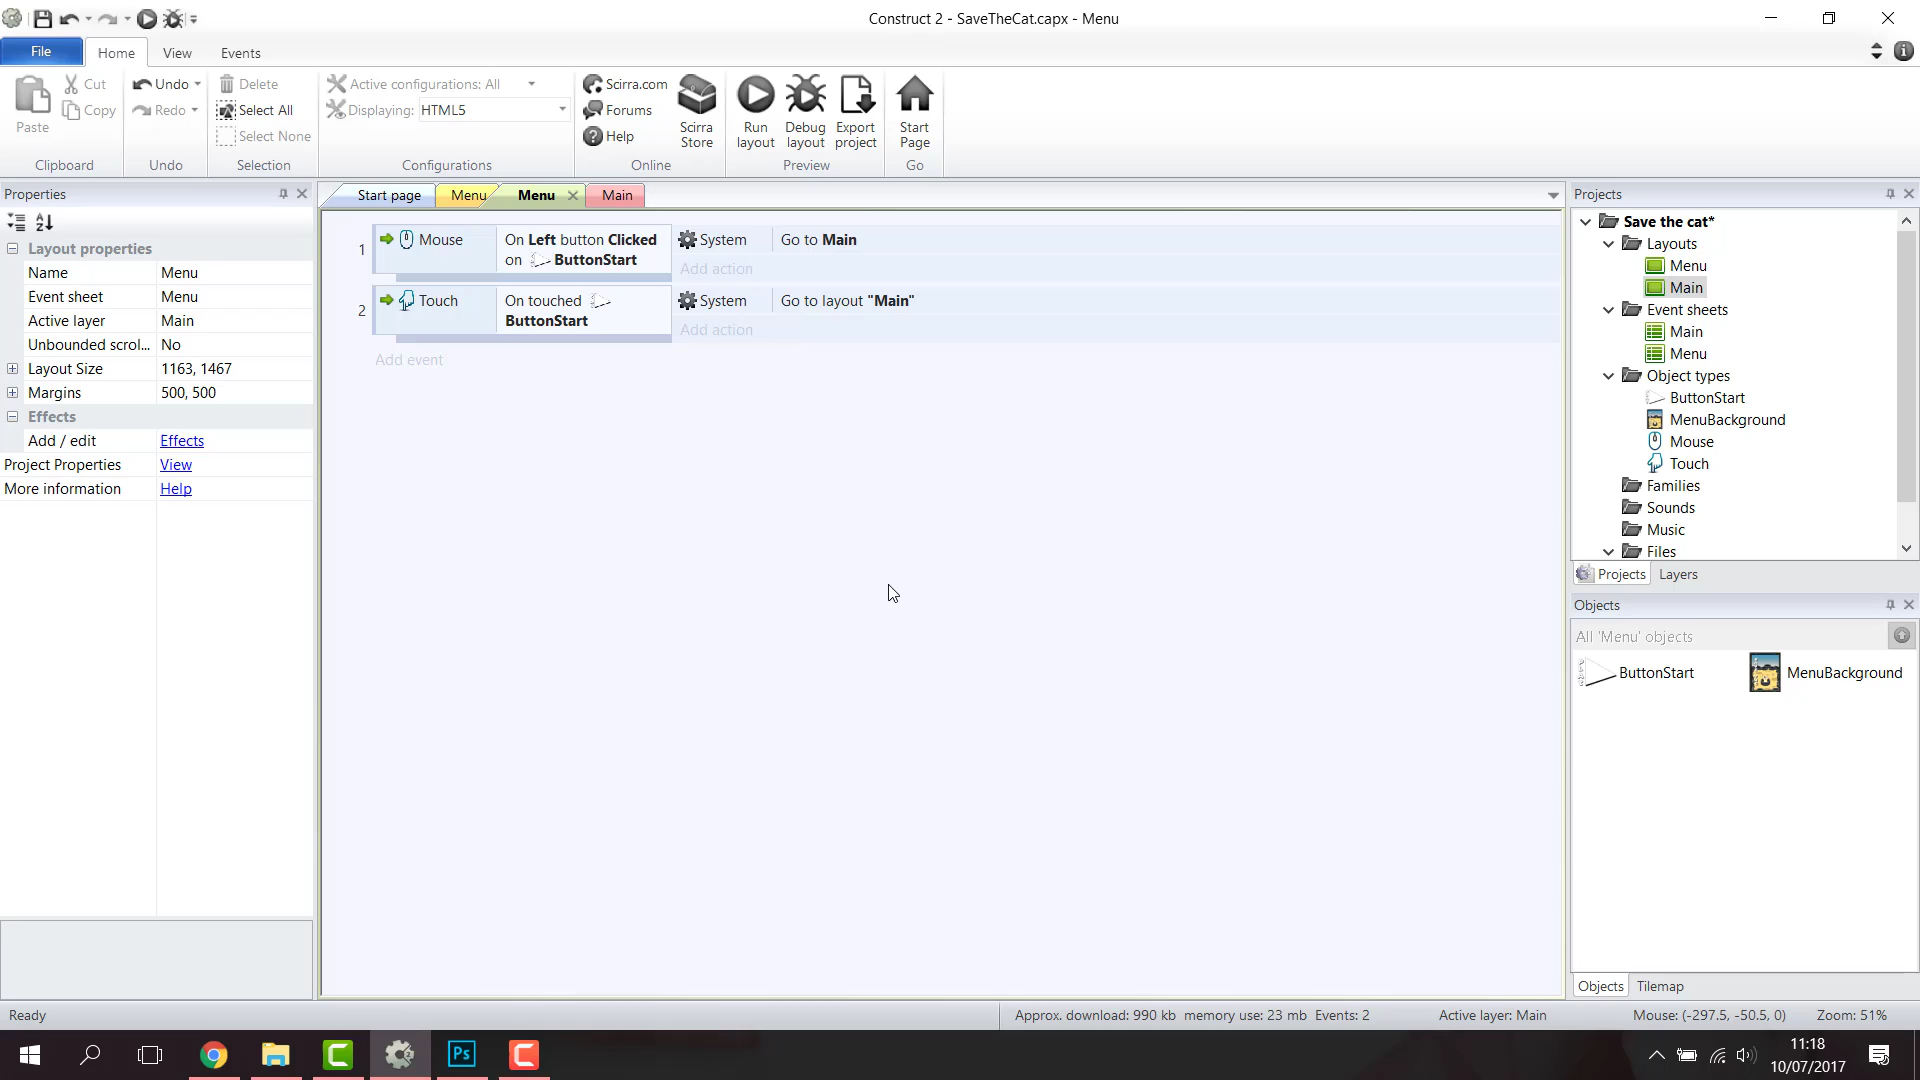 Construct 2 - SaveTheCat.capx - Menu
File
Home
View
Events
Paste
Cut
Copy
Clipboard
Undo
Redo
Undo
Delete
Select All
Select None
Selection
Active configurations: All
Displaying: HTML5
Configurations
Scirra.com
Forums
Help
Scirra
Store
Online
Run
layout
Debug
layout
Export
project
Preview
Start
Page
Go
Properties
Layout properties
Name Menu
Event sheet Menu
Active layer Main
Unbounded scrol... No
Layout Size 1163, 1467
Margins 500, 500
Effects
Add / edit Effects
Project Properties View
More information Help
Start page
Menu
Menu
Main
1 Mouse On Left button Clicked
on ButtonStart
System Go to Main
Add action
2 Touch On touched
ButtonStart
System Go to layout "Main"
Add action
Add event
Projects
Save the cat*
Layouts
Menu
Main
Event sheets
Main
Menu
Object types
ButtonStart
MenuBackground
Mouse
Touch
Families
Sounds
Music
Files
Projects Layers
Objects
All 'Menu' objects
ButtonStart
MenuBackground
Objects Tilemap
Ready
Approx. download: 990 kb memory use: 23 mb Events: 2
Active layer: Main
Mouse: (-297.5, -50.5, 0)
Zoom: 51%
Ps
11:18
10/07/2017